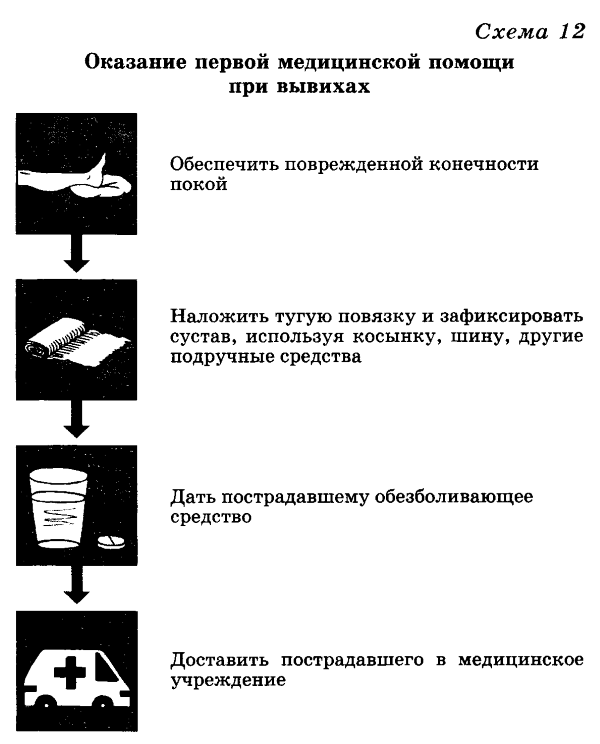 Схема 12
Оказание первой медицинской помощи
при вывихах
Обеспечить поврежденной конечности
покой
Наложить тугую повязку и зафиксировать
сустав, используя косынку, шину, другие
подручные средства
Дать пострадавшему обезболивающее
средство
Доставить пострадавшего в медицинское
учреждение